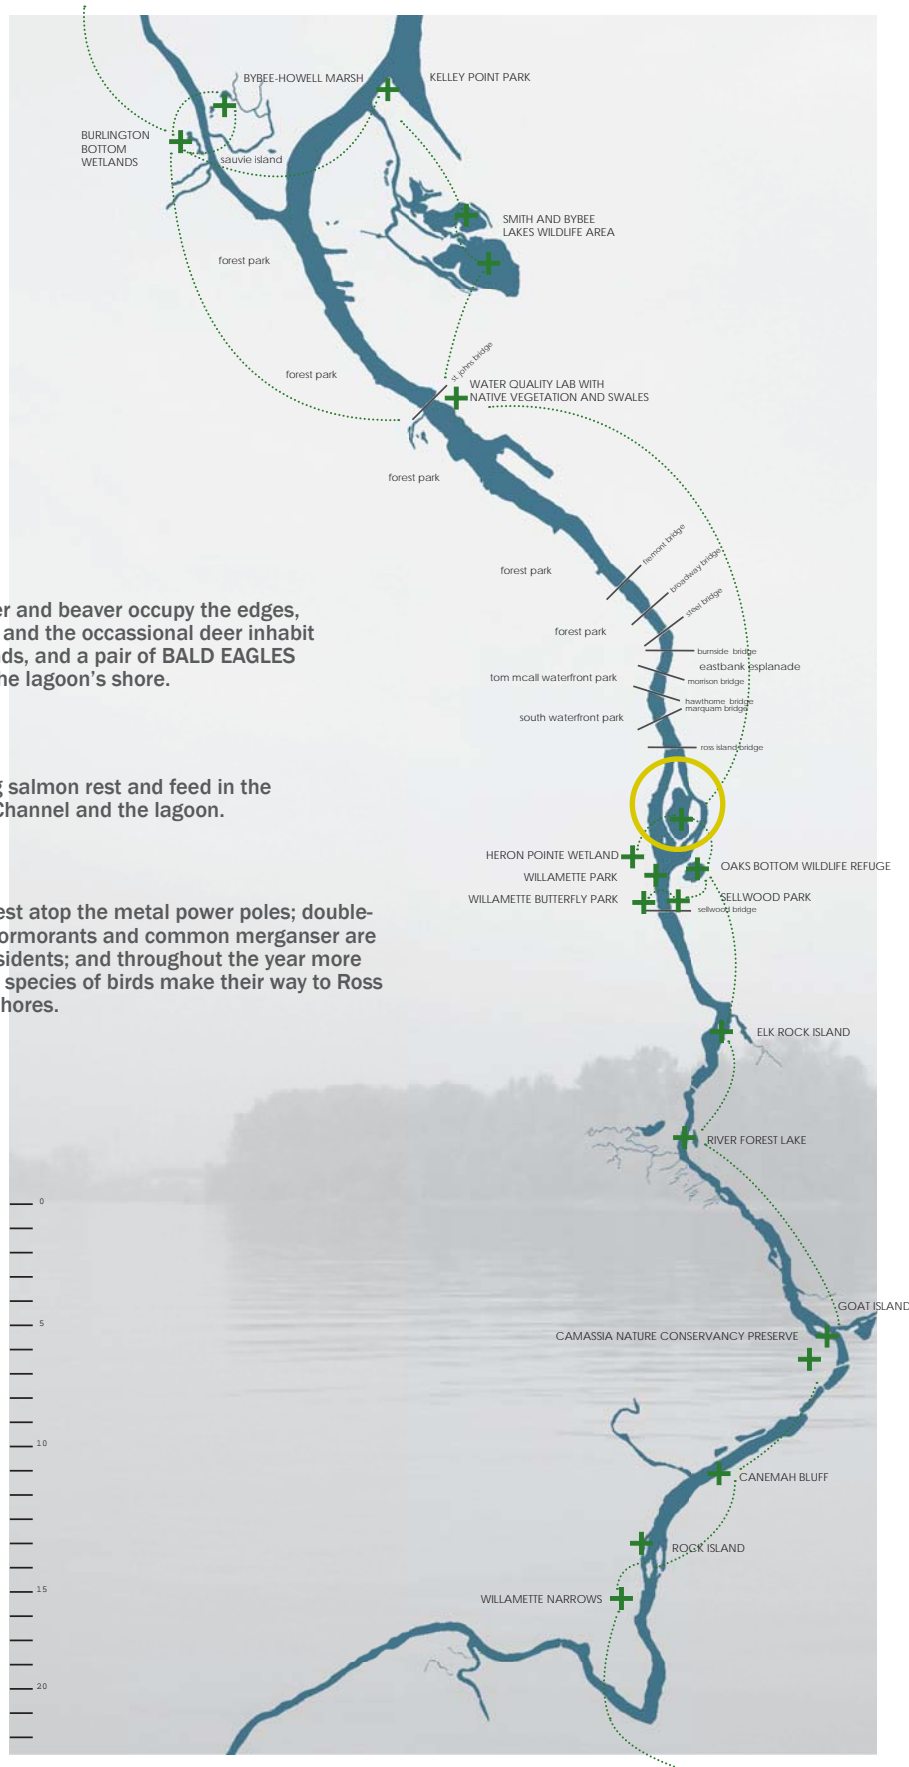 BYBEE-HOWELL MARSH
KELLEY POINT PARK
BURLINGTON
BOTTOM
WETLANDS
sauvie island
SMITH AND BYBEE
LAKES WILDLIFE AREA
forest park
st. johns bridge
forest park
WATER QUALITY LAB WITH
NATIVE VEGETATION AND SWALES
forest park
fremont bridge
broadway bridge
forest park
steel bridge
er and beaver occupy the edges,
and the occassional deer inhabit
nds, and a pair of BALD EAGLES
he lagoon's shore.
forest park
burnside bridge
eastbank esplanade
tom mcall waterfront park
morrison bridge
hawthorne bridge
marquam bridge
south waterfront park
ross island bridge
g salmon rest and feed in the
Channel and the lagoon.
HERON POINTE WETLAND
OAKS BOTTOM WILDLIFE REFUGE
WILLAMETTE PARK
WILLAMETTE BUTTERFLY PARK
SELLWOOD PARK
sellwood bridge
est atop the metal power poles; double-
ormorants and common merganser are
sidents; and throughout the year more
species of birds make their way to Ross
hores.
ELK ROCK ISLAND
RIVER FOREST LAKE
0
GOAT ISLAND
5
CAMASSIA NATURE CONSERVANCY PRESERVE
10
CANEMAH BLUFF
ROCK ISLAND
15
WILLAMETTE NARROWS
20